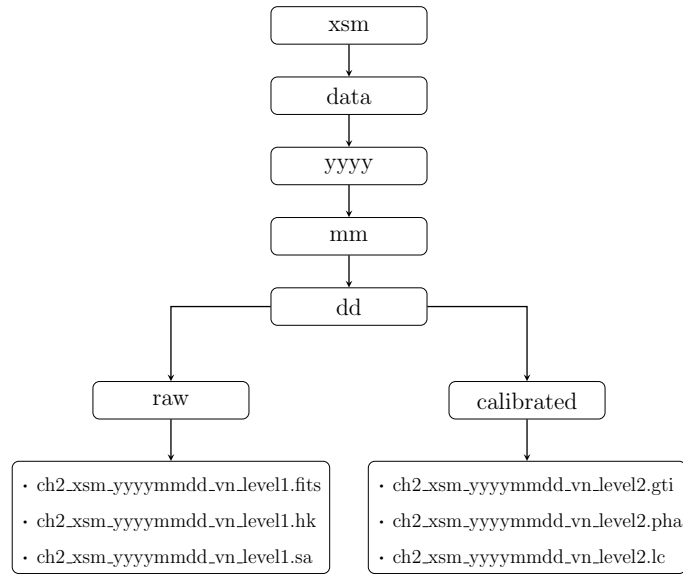 xsm
data
yyyy
mm
dd
raw
calibrated
· ch2_xsm_yyyymmdd_vn_level1.fits
· ch2_xsm_yyyymmdd_vn_level1.hk
· ch2_xsm_yyyymmdd_vn_level1.sa
· ch2_xsm_yyyymmdd_vn_level2.gti
· ch2_xsm_yyyymmdd_vn_level2.pha
· ch2_xsm_yyyymmdd_vn_level2.lc